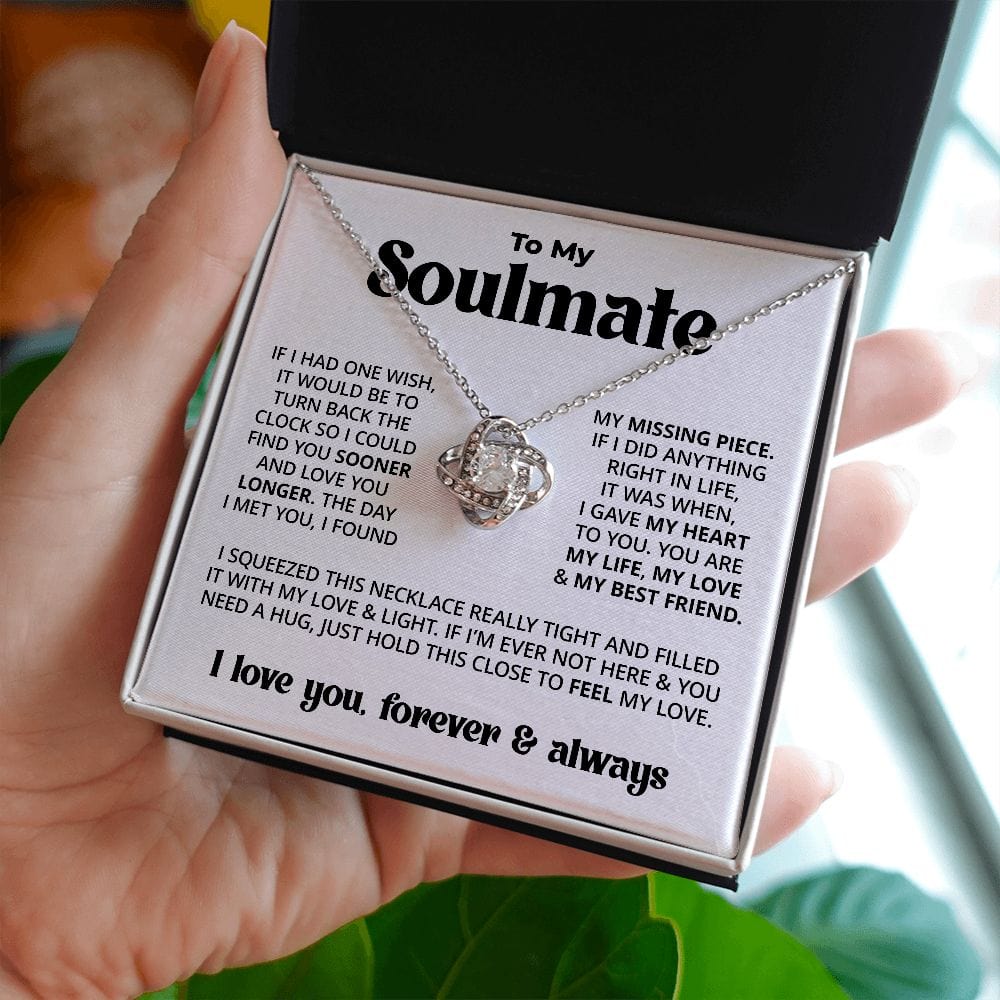 To My
Soulmate
IF I HAD ONE WISH,
IT WOULD BE TO
TURN BACK THE
CLOCK SO I COULD
FIND YOU SOONER
AND LOVE YOU
LONGER. THE DAY
I MET YOU, I FOUND
MY MISSING PIECE.
IF I DID ANYTHING
RIGHT IN LIFE,
IT WAS WHEN,
I GAVE MY HEART
TO YOU. YOU ARE
MY LIFE, MY LOVE
& MY BEST FRIEND.
I SQUEEZED THIS NECKLACE REALLY TIGHT AND FILLED
IT WITH MY LOVE & LIGHT. IF I'M EVER NOT HERE & YOU
NEED A HUG, JUST HOLD THIS CLOSE TO FEEL MY LOVE.
I love you, forever & always